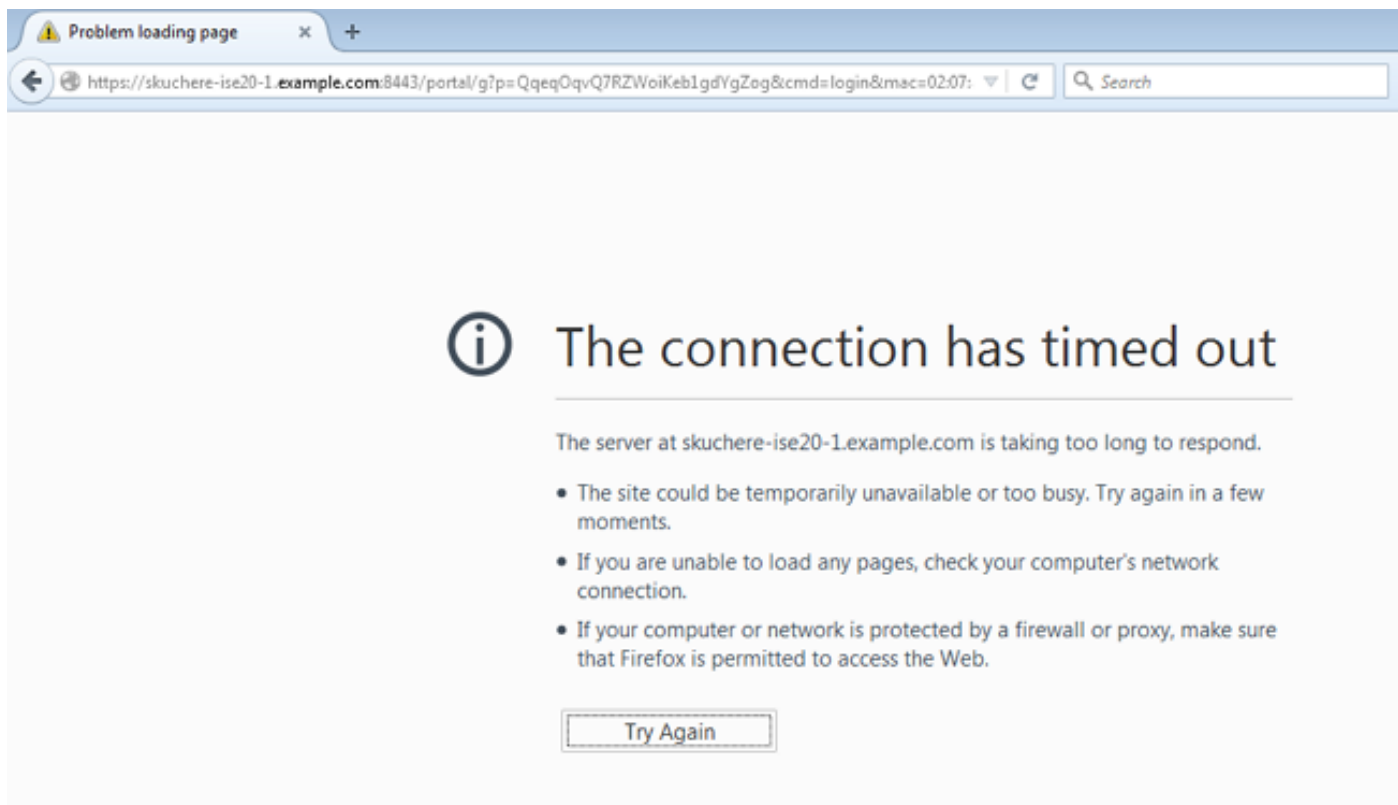 Problem loading page
https://skuchere-ise20-1.example.com:8443/portal/g?p=QqeqOqvQ7RZWoiKeb1gdYgZog&cmd=login&mac=02:07:
Search
The connection has timed out
The server at skuchere-ise20-1.example.com is taking too long to respond.
• The site could be temporarily unavailable or too busy. Try again in a few
moments.
• If you are unable to load any pages, check your computer's network
connection.
• If your computer or network is protected by a firewall or proxy, make sure
that Firefox is permitted to access the Web.
Try Again